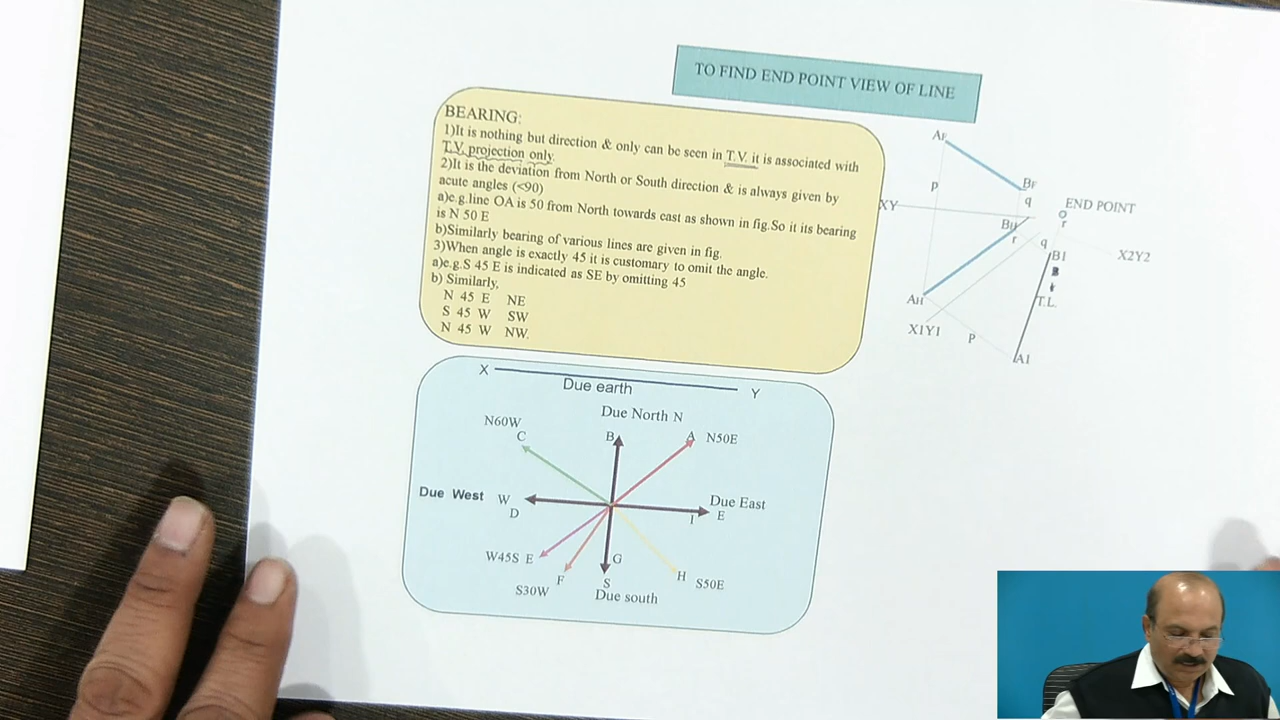 TO FIND END POINT VIEW OF LINE
BEARING:
1)It is nothing but direction & only can be seen in T.V. it is associated with
T.V. projection only.
2)It is the deviation from North or South direction & is always given by
acute angles (<90)
a)e.g.line OA is 50 from North towards east as shown in fig.So it its bearing
is N 50 E
b)Similarly bearing of various lines are given in fig.
3)When angle is exactly 45 it is customary to omit the angle.
a)e.g.S 45 E is indicated as SE by omitting 45
b) Similarly,
N 45 E NE
S 45 W SW
N 45 W NW.
AF
P
BF
q
XY
END POINT
r
BH
r
q
X2Y2
B1
AH
T.L.
X1Y1
P
A1
X Y
Due earth
Due North N
N60W
C
B
A N50E
Due West W
D
Due East
I E
W45S E
G
F
S
H S50E
S30W
Due south